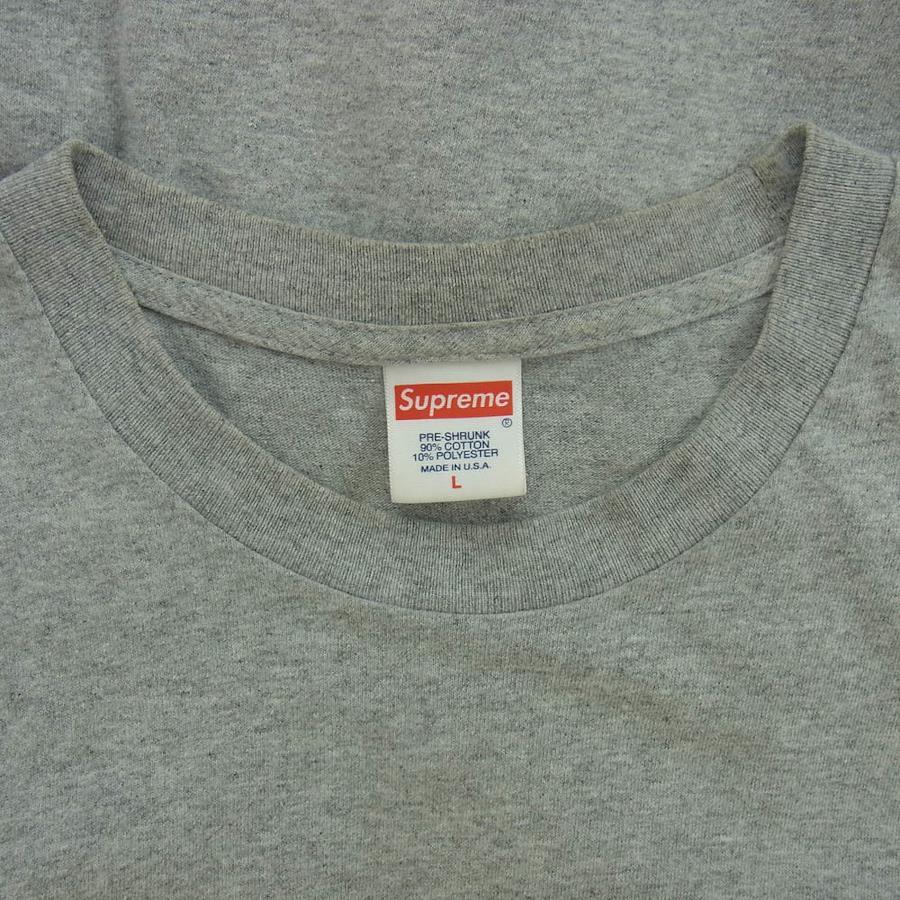 Supreme
®
PRE-SHRUNK
90% COTTON
10% POLYESTER
MADE IN U.S.A.
L